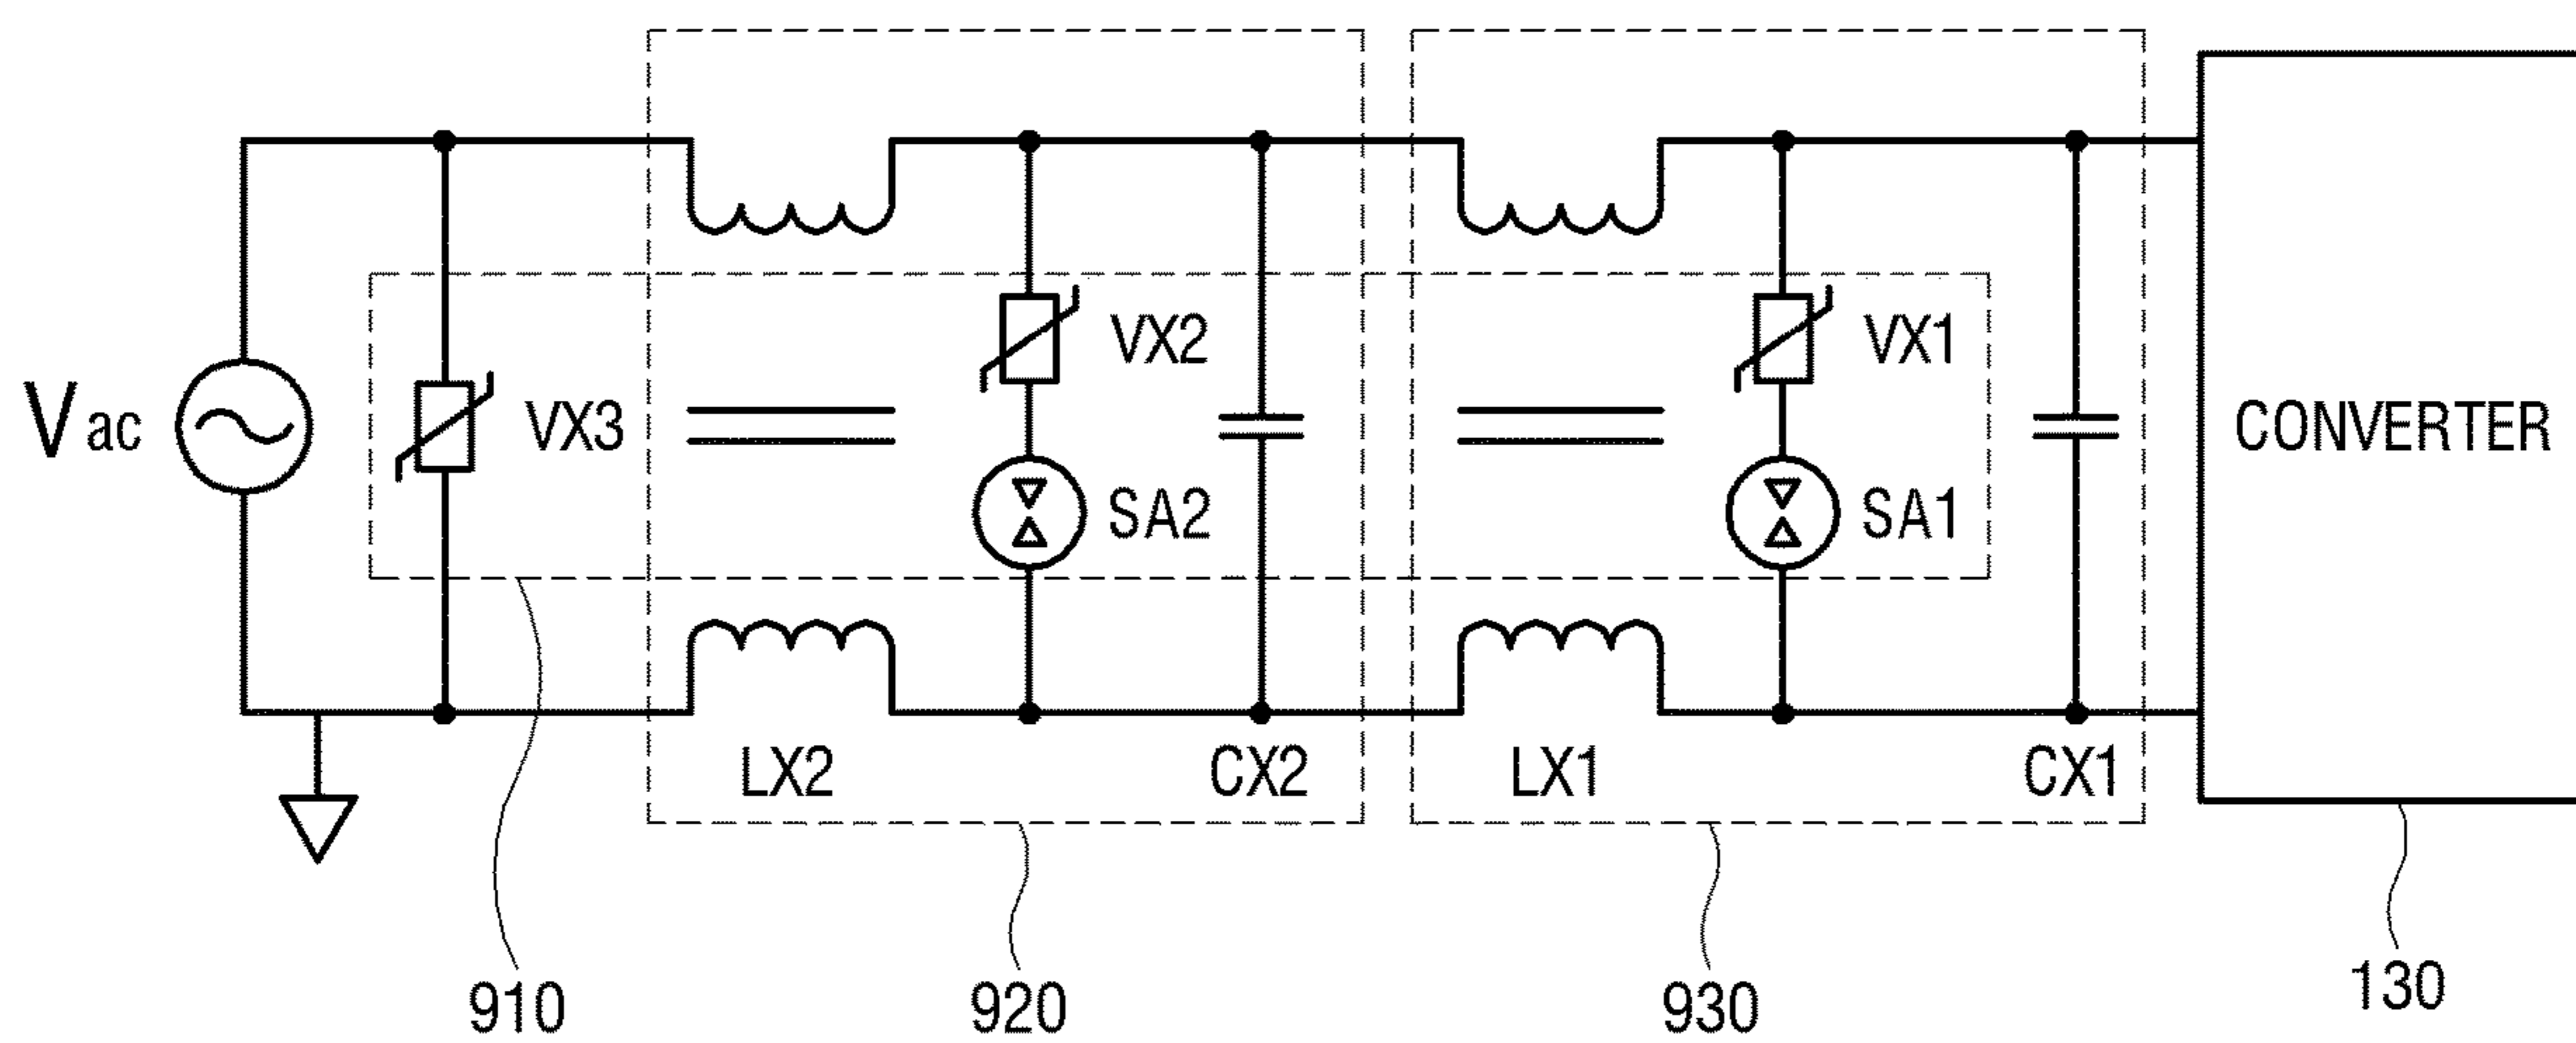 VX2
VX1
Vac
VX3
CONVERTER
SA2
SA1
LX2
CX2
LX1
CX1
910
920
930
130